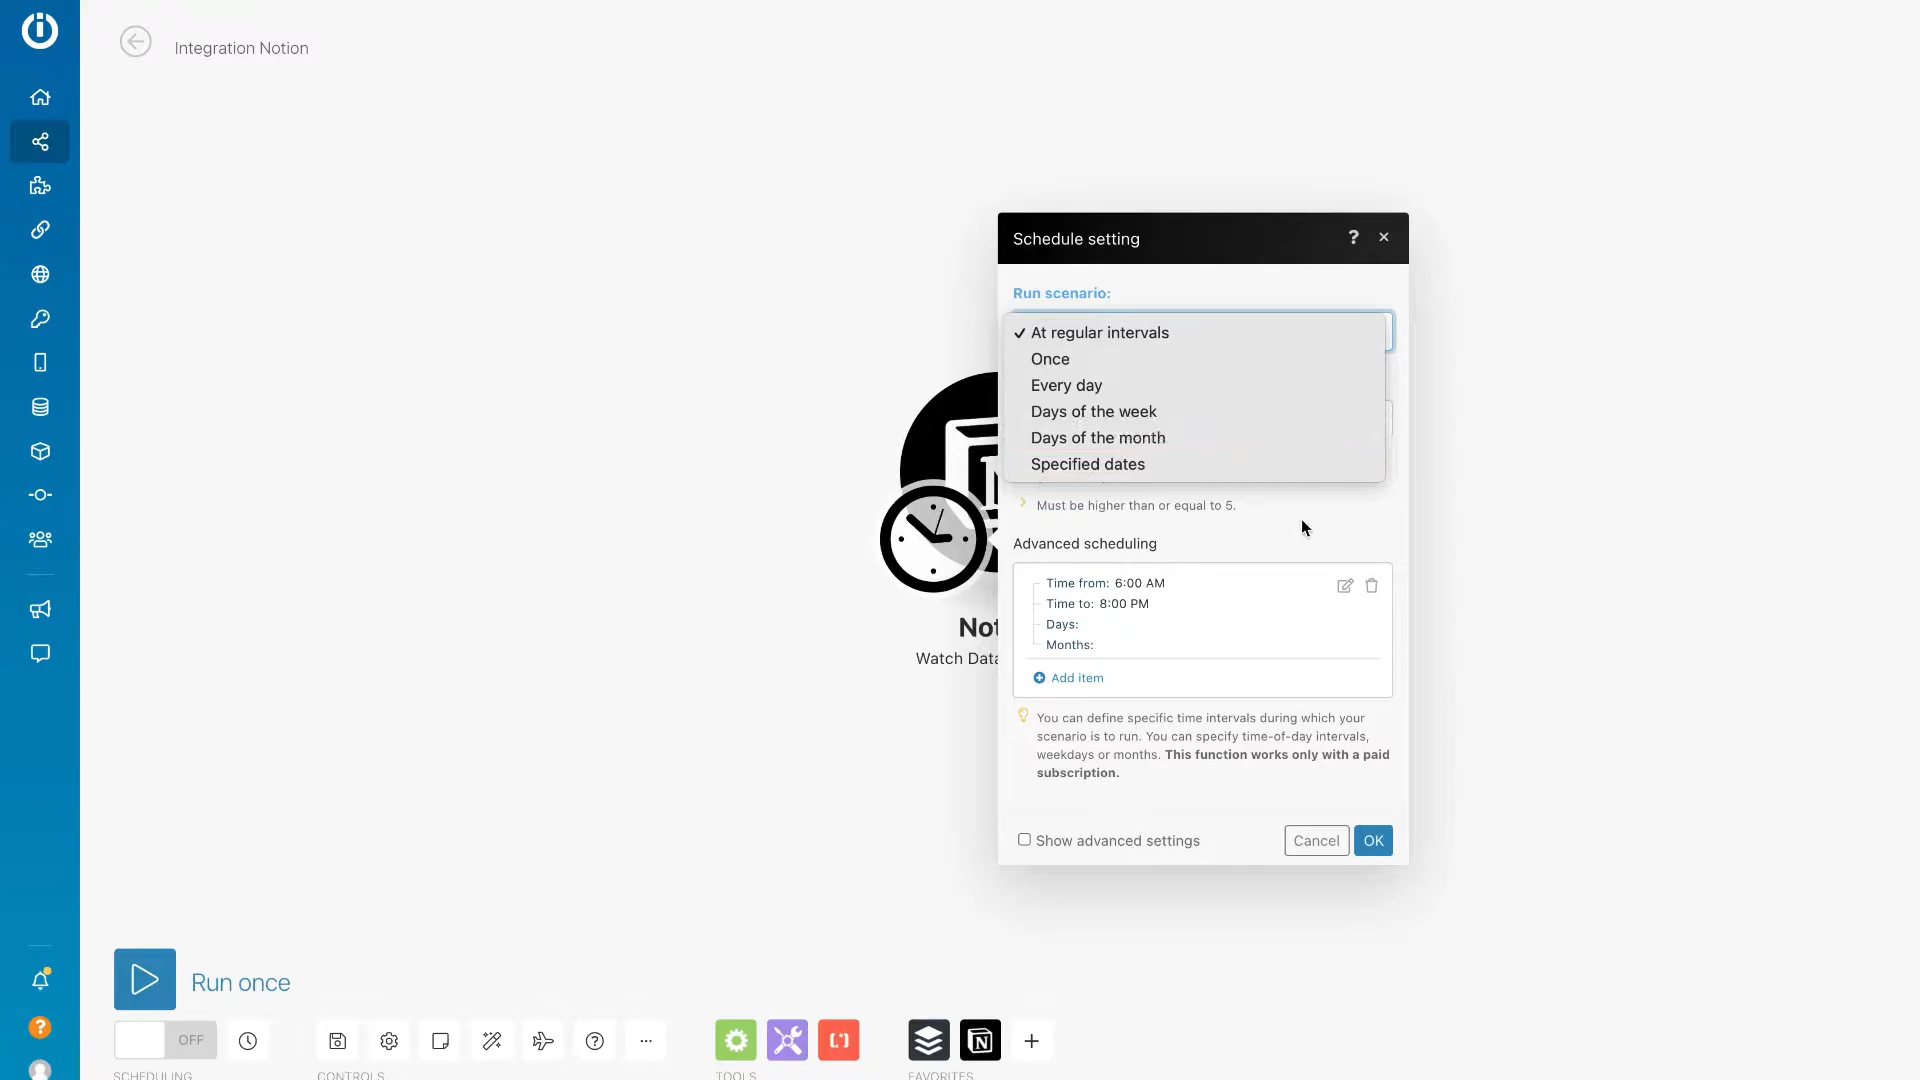 Integration Notion
Schedule setting
?
Run scenario:
At regular intervals
Once
Every day
Days of the week
Days of the month
Specified dates
Must be higher than or equal to 5.
Advanced scheduling
Time from: 6:00 AM
Time to: 8:00 PM
Days:
Months:
Add item
You can define specific time intervals during which your
scenario is to run. You can specify time-of-day intervals,
weekdays or months. This function works only with a paid
subscription.
Show advanced settings
Cancel
OK
Not
Watch Data
Run once
OFF
SCHEDULING
CONTROLS
TOOLS
FAVORITES